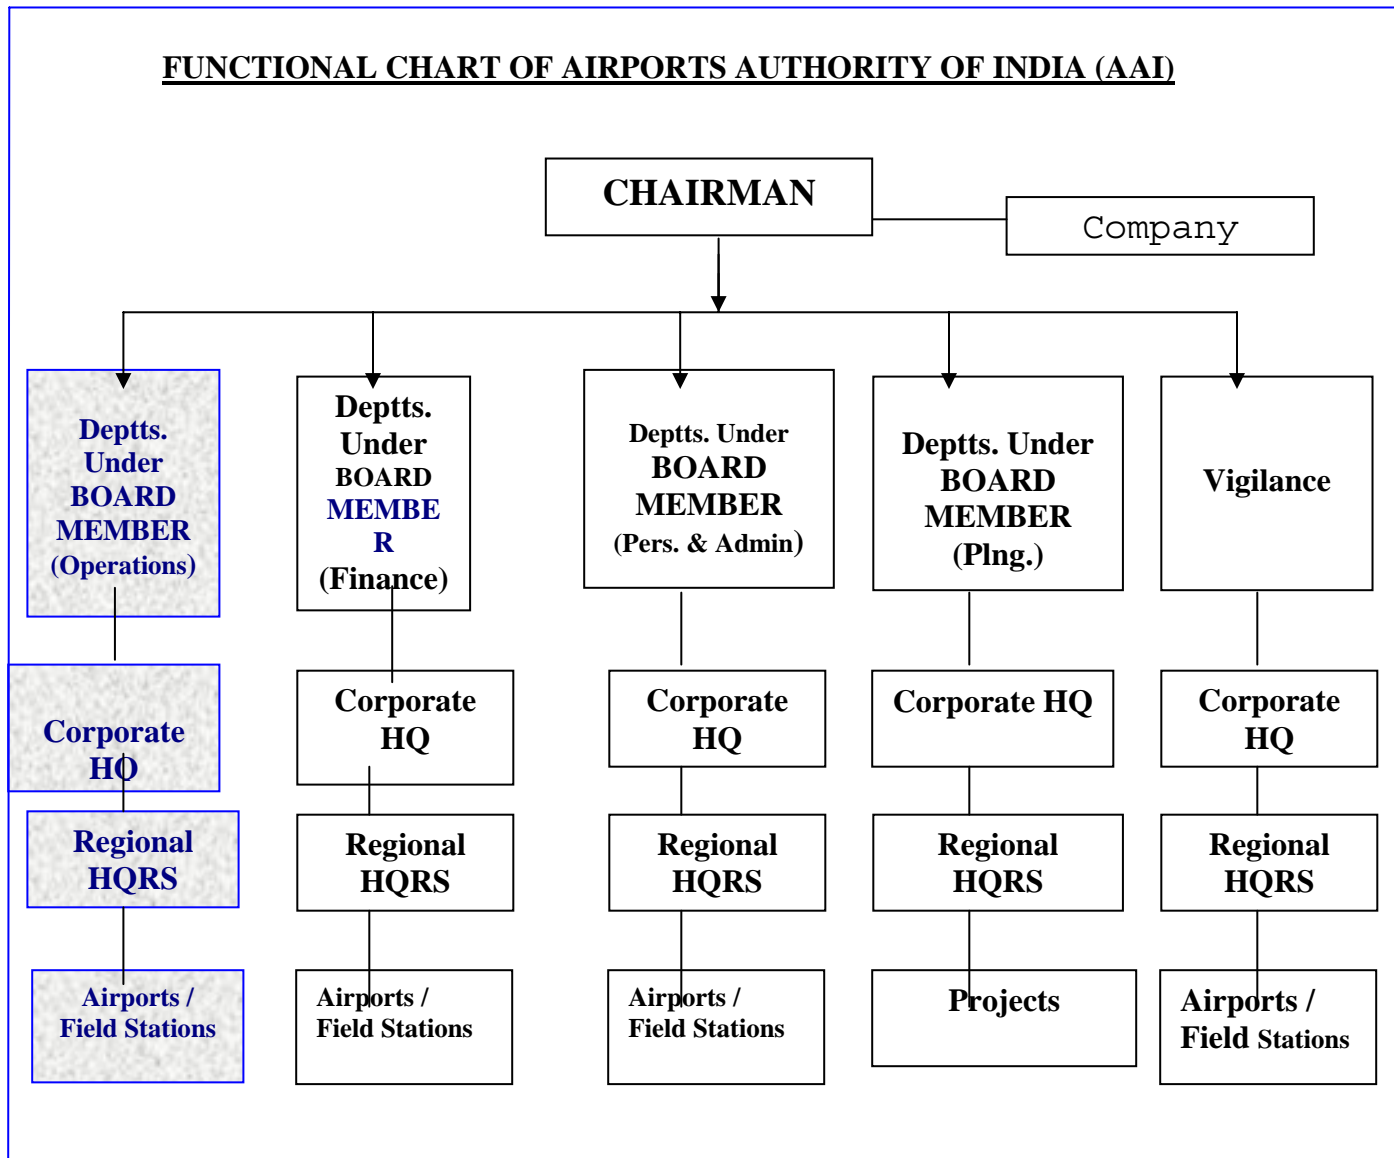 FUNCTIONAL CHART OF AIRPORTS AUTHORITY OF INDIA (AAI)
CHAIRMAN
Company
Deptts.
Under
BOARD
MEMBER
(Operations)
Deptts.
Under
BOARD
MEMBE
R
(Finance)
Deptts. Under
BOARD
MEMBER
(Pers. & Admin)
Deptts. Under
BOARD
MEMBER
(Plng.)
Vigilance
Corporate
HQ
Corporate
HQ
Corporate
HQ
Corporate HQ
Corporate
HQ
Regional
HQRS
Regional
HQRS
Regional
HQRS
Regional
HQRS
Regional
HQRS
Airports /
Field Stations
Airports /
Field Stations
Airports /
Field Stations
Projects
Airports /
Field Stations